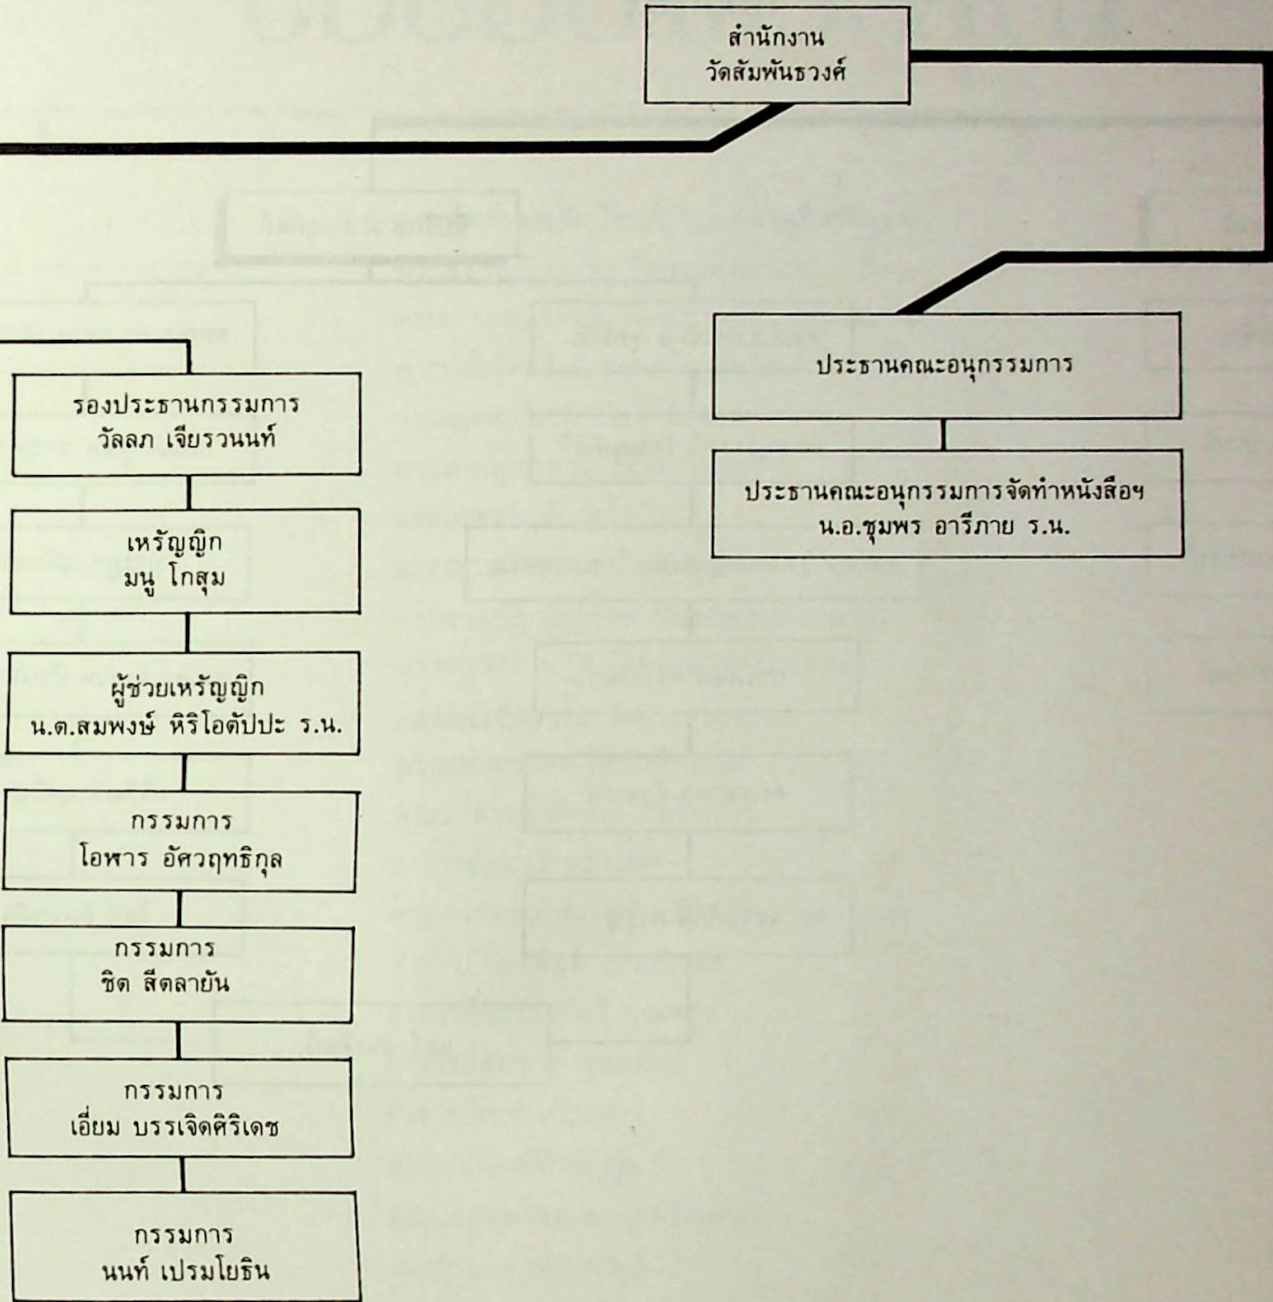 สำนักงาน
วัดสัมพันธวงศ์
รองประธานกรรมการ
วัลลภ เจียรวนนท์
เหรัญญิก
มนู โกสุม
ผู้ช่วยเหรัญญิก
น.ต.สมพงษ์ หิริโอตัปปะ ร.น.
กรรมการ
โอฬาร อัศวฤทธิกุล
กรรมการ
ชิต สีตลายัน
กรรมการ
เอี่ยม บรรเจิดศิริเดช
กรรมการ
นนท์ เปรมโยธิน
ประธานคณะอนุกรรมการ
ประธานคณะอนุกรรมการจัดทำหนังสือฯ
น.อ.ชุมพร อารีภาย ร.น.